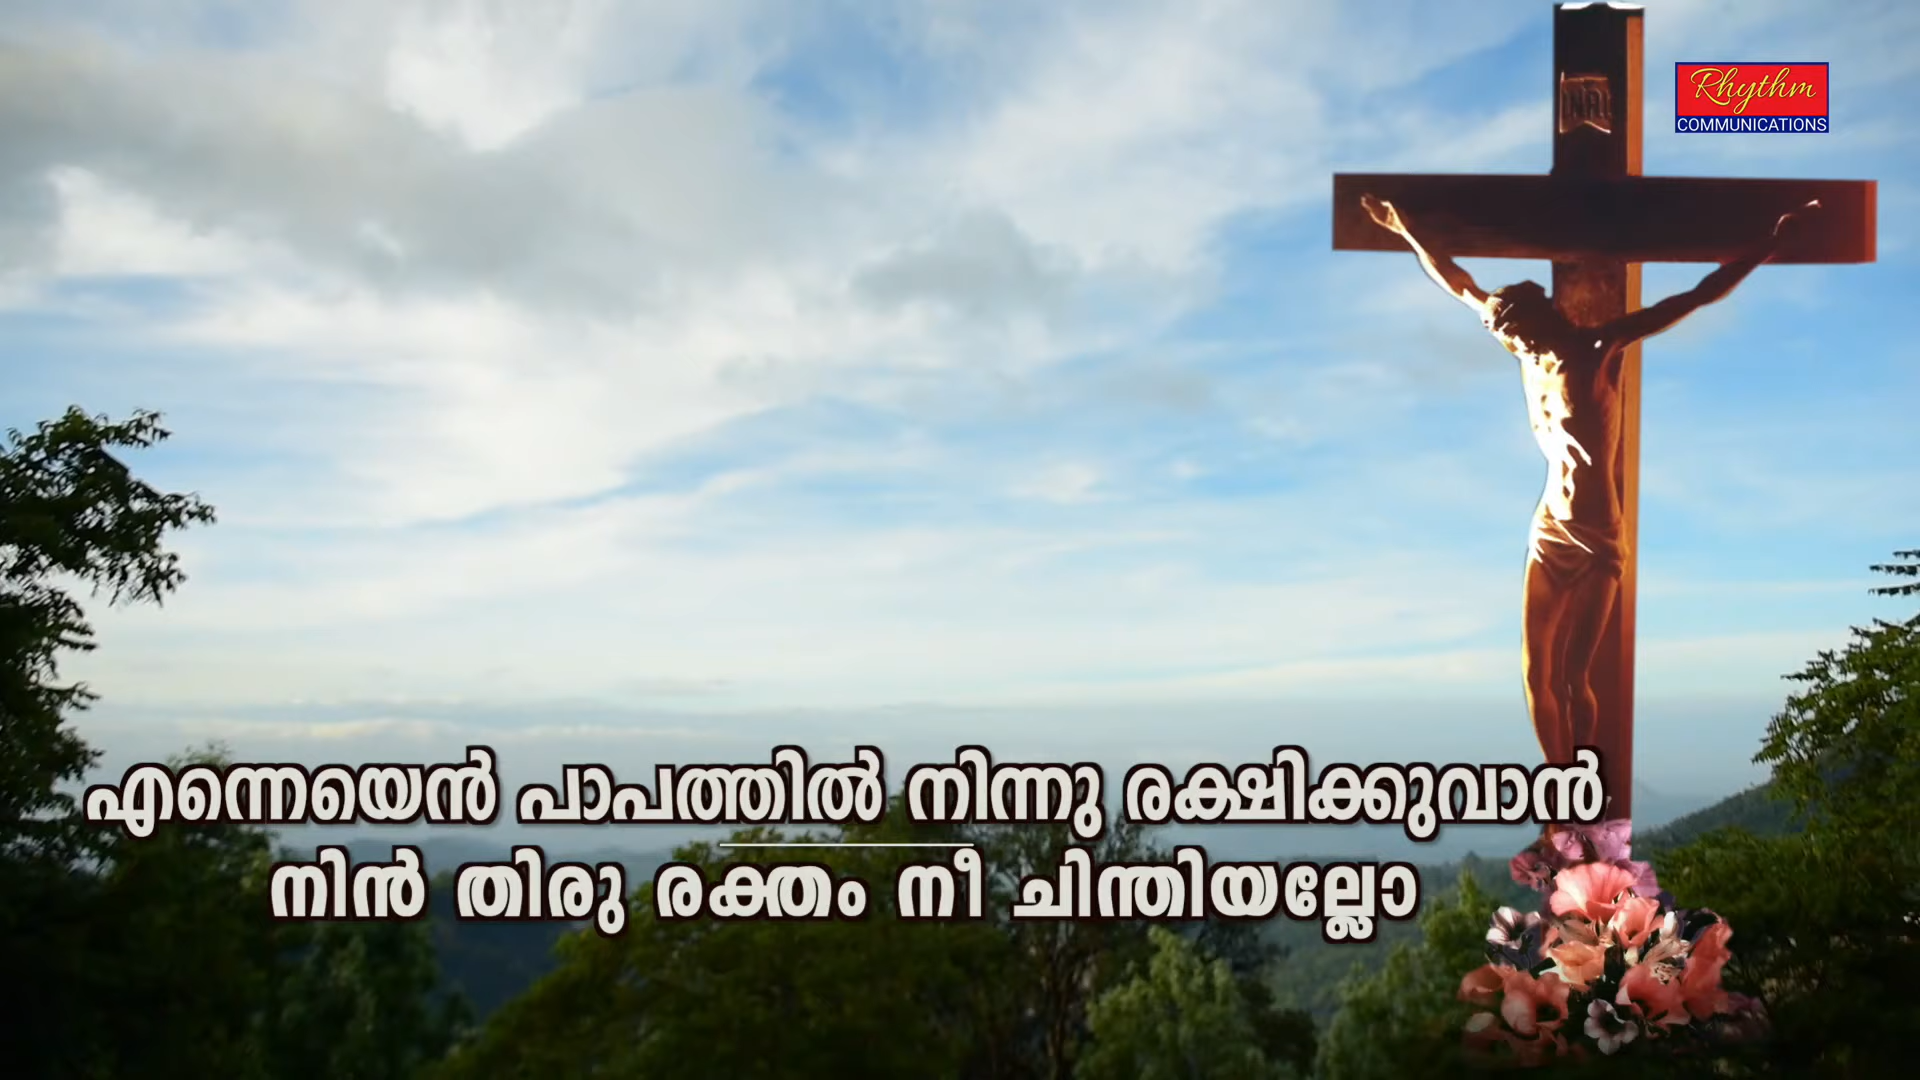 Rhythm
COMMUNICATIONS
INRI
എന്നെയെൻ പാപത്തിൽ നിന്നു രക്ഷിക്കുവാൻ
നിൻ തിരു രക്തം നീ ചിന്തിയല്ലോ